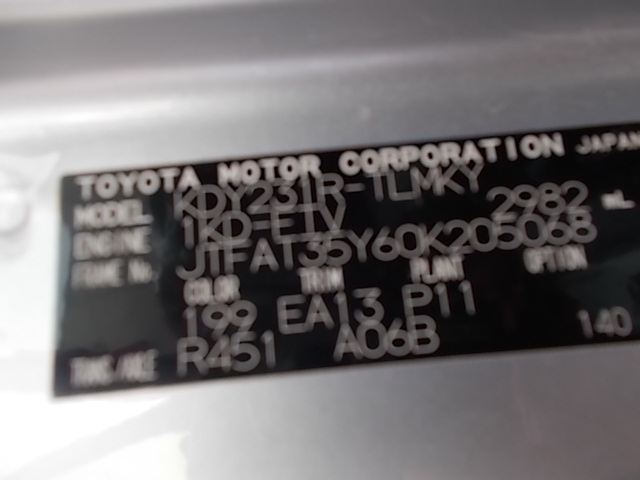 TOYOTA MOTOR CORPORATION JAPAN
MODEL KDY231R-TLMKY
ENGINE 1KD-FTV 2982 mL
FRAME No. JTFAT35Y60K205068
COLOR TRIM PLANT OPTION
199 EA13 P11
TRANS/AXLE R451 A06B 140